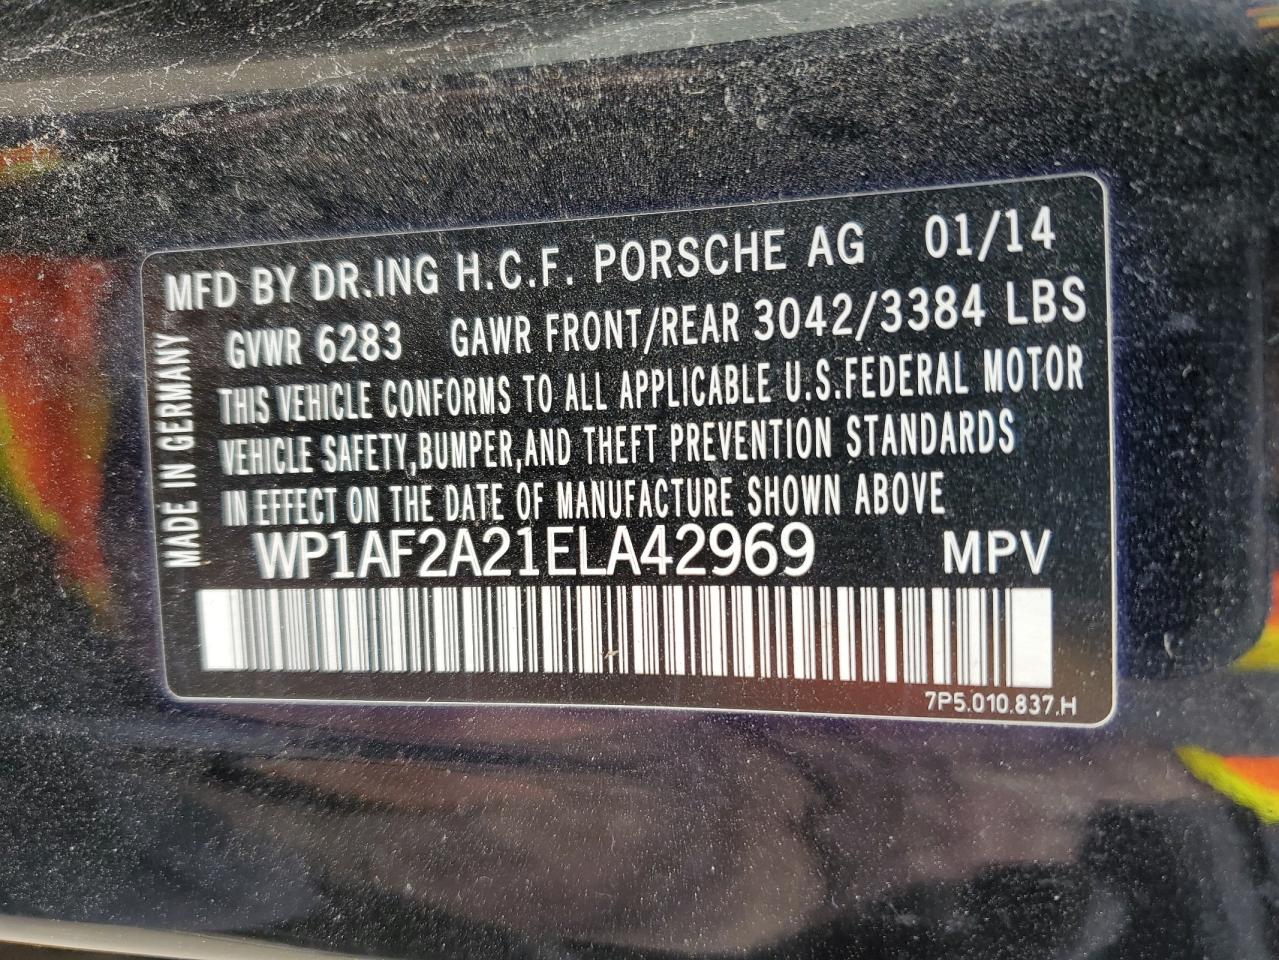 MFD BY DR.ING H.C.F. PORSCHE AG 01/14
GVWR 6283 GAWR FRONT/REAR 3042/3384 LBS
THIS VEHICLE CONFORMS TO ALL APPLICABLE U.S.FEDERAL MOTOR
VEHICLE SAFETY,BUMPER,AND THEFT PREVENTION STANDARDS
IN EFFECT ON THE DATE OF MANUFACTURE SHOWN ABOVE
WP1AF2A21ELA42969 MPV
7P5.010.837.H
MADE IN GERMANY